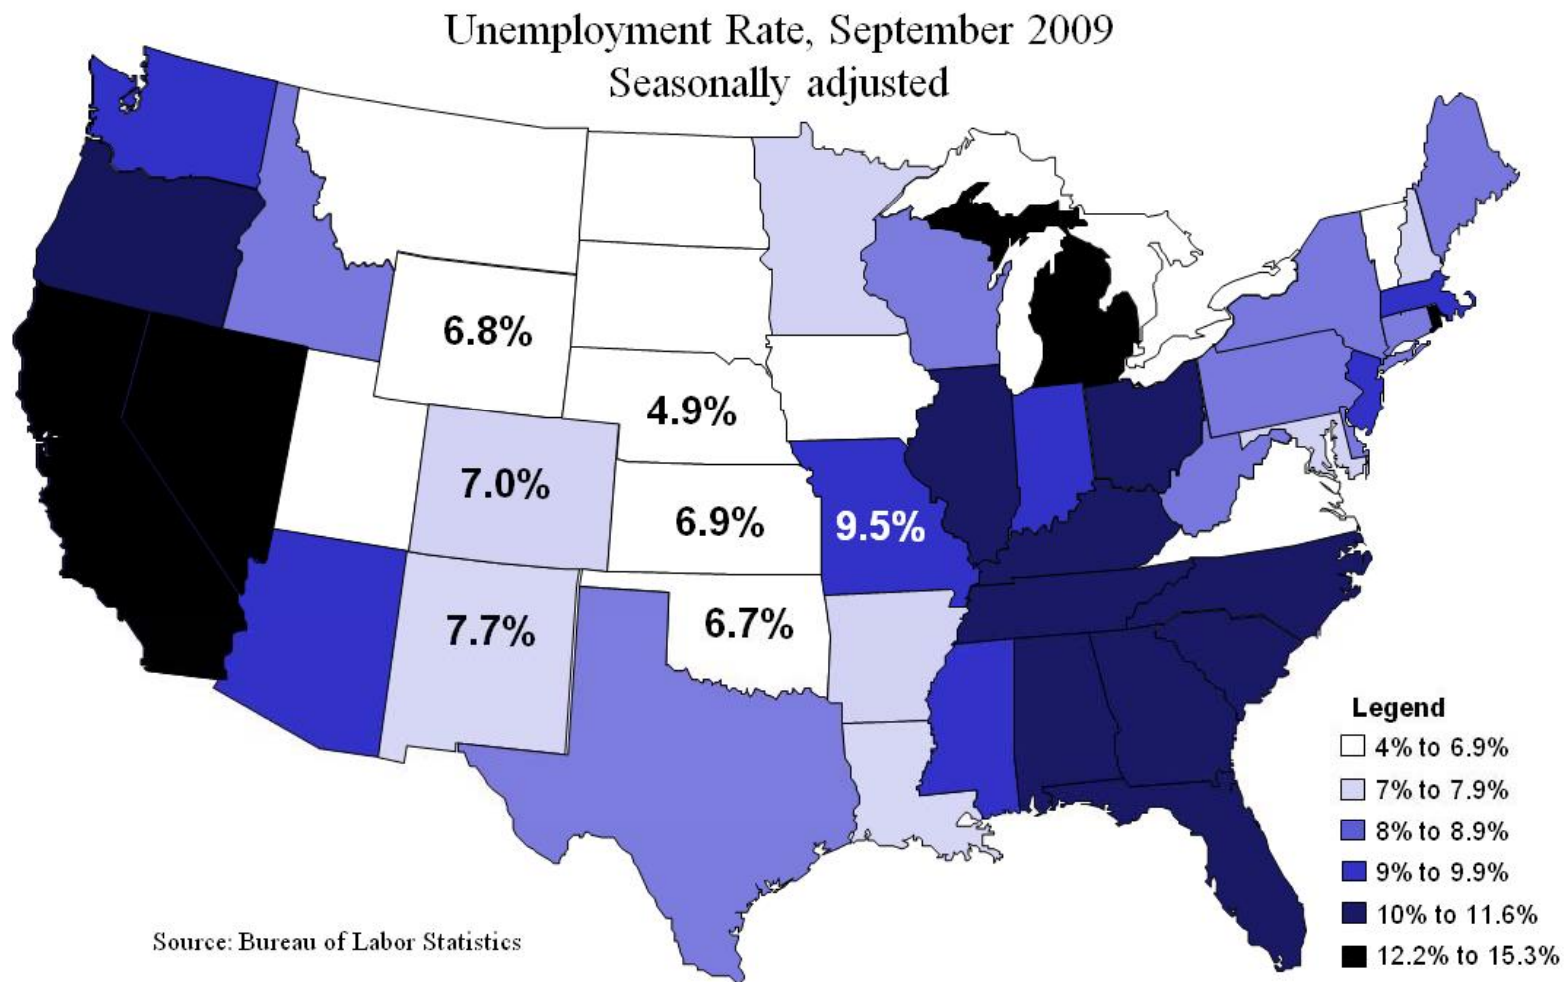 Unemployment Rate, September 2009
Seasonally adjusted
6.8%
4.9%
7.0%
6.9%
9.5%
7.7%
6.7%
Legend
4% to 6.9%
7% to 7.9%
8% to 8.9%
9% to 9.9%
10% to 11.6%
12.2% to 15.3%
Source: Bureau of Labor Statistics